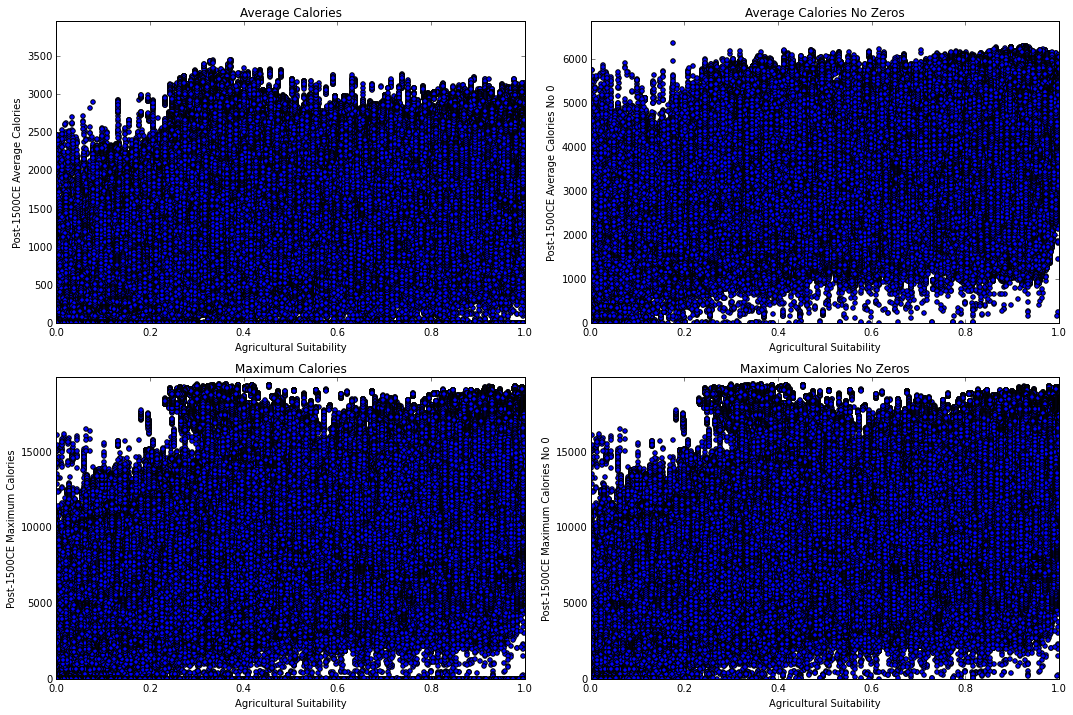 Average Calories
3500
3000
2500
2000
1500
1000
500
0
Post-1500CE Average Calories
0.0 0.2 0.4 0.6 0.8 1.0
Agricultural Suitability
Average Calories No Zeros
6000
5000
4000
3000
2000
1000
0
Post-1500CE Average Calories No 0
0.0 0.2 0.4 0.6 0.8 1.0
Agricultural Suitability
Maximum Calories
15000
10000
5000
0
Post-1500CE Maximum Calories
0.0 0.2 0.4 0.6 0.8 1.0
Agricultural Suitability
Maximum Calories No Zeros
15000
10000
5000
0
Post-1500CE Maximum Calories No 0
0.0 0.2 0.4 0.6 0.8 1.0
Agricultural Suitability